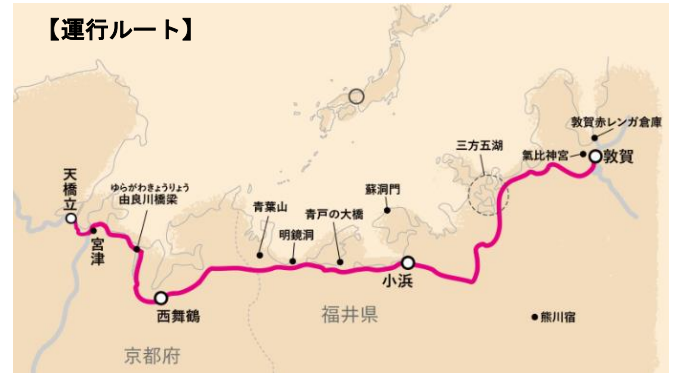 【運行ルート】
敦賀赤レンガ倉庫
三方五湖
氣比神宮
敦賀
天橋立
ゆらがわきょうりょう
由良川橋梁
蘇洞門
青葉山
青戸の大橋
明鏡洞
宮津
小浜
西舞鶴
福井県
熊川宿
京都府